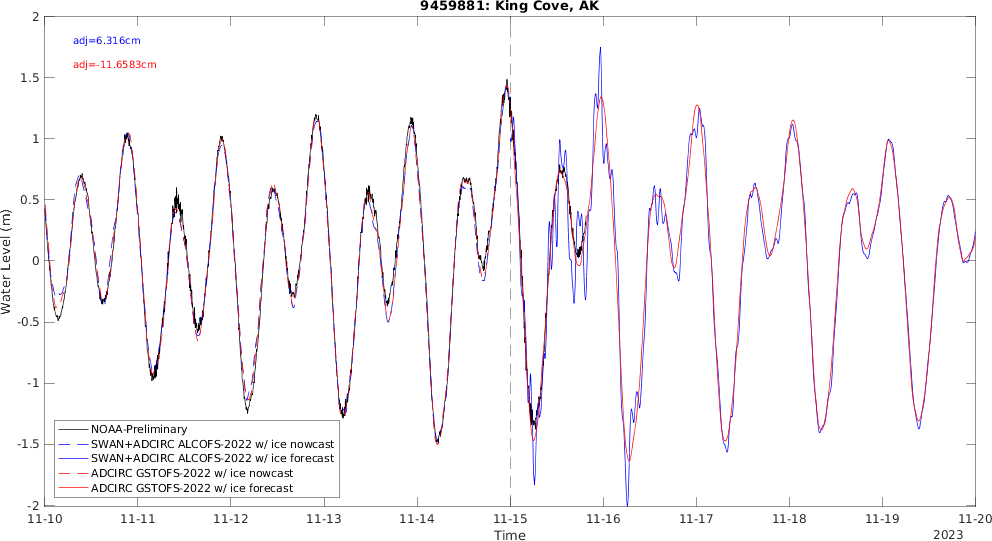 9459881: King Cove, AK
2
adj=6.316cm
adj=-11.6583cm
1.5
1
0.5
0
-0.5
-1
-1.5
-2
Water Level (m)
NOAA-Preliminary
SWAN+ADCIRC ALCOFS-2022 w/ ice nowcast
SWAN+ADCIRC ALCOFS-2022 w/ ice forecast
ADCIRC GSTOFS-2022 w/ ice nowcast
ADCIRC GSTOFS-2022 w/ ice forecast
11-10 11-11 11-12 11-13 11-14 11-15 11-16 11-17 11-18 11-19 11-20
Time
2023